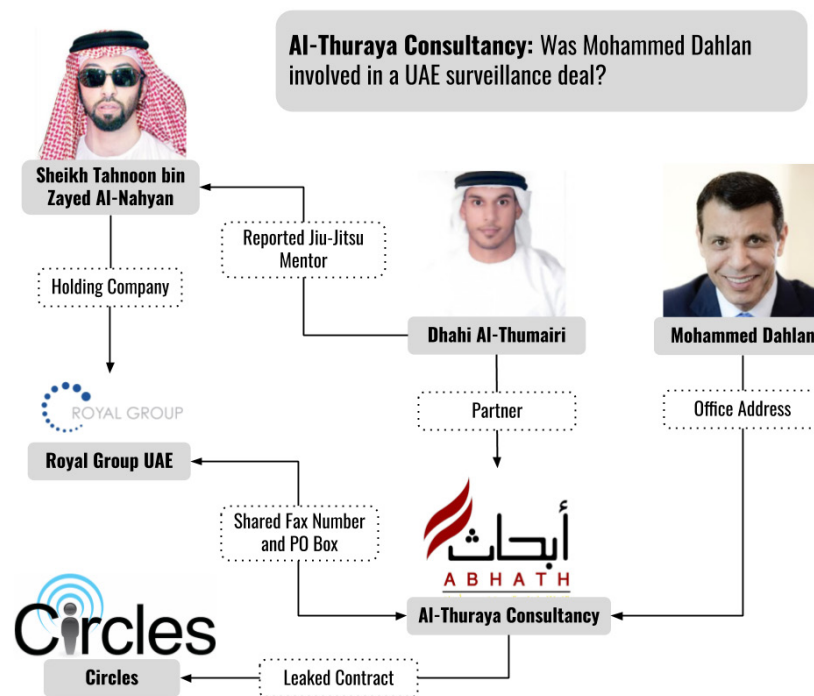 Al-Thuraya Consultancy: Was Mohammed Dahlan
involved in a UAE surveillance deal?
Sheikh Tahnoon bin
Zayed Al-Nahyan
Reported Jiu-Jitsu
Mentor
Holding Company
Dhahi Al-Thumairi
Mohammed Dahlan
Partner
Office Address
ROYAL GROUP
Royal Group UAE
Shared Fax Number
and PO Box
أبحاث
ABHATH
Al-Thuraya Consultancy
Circles
Circles
Leaked Contract